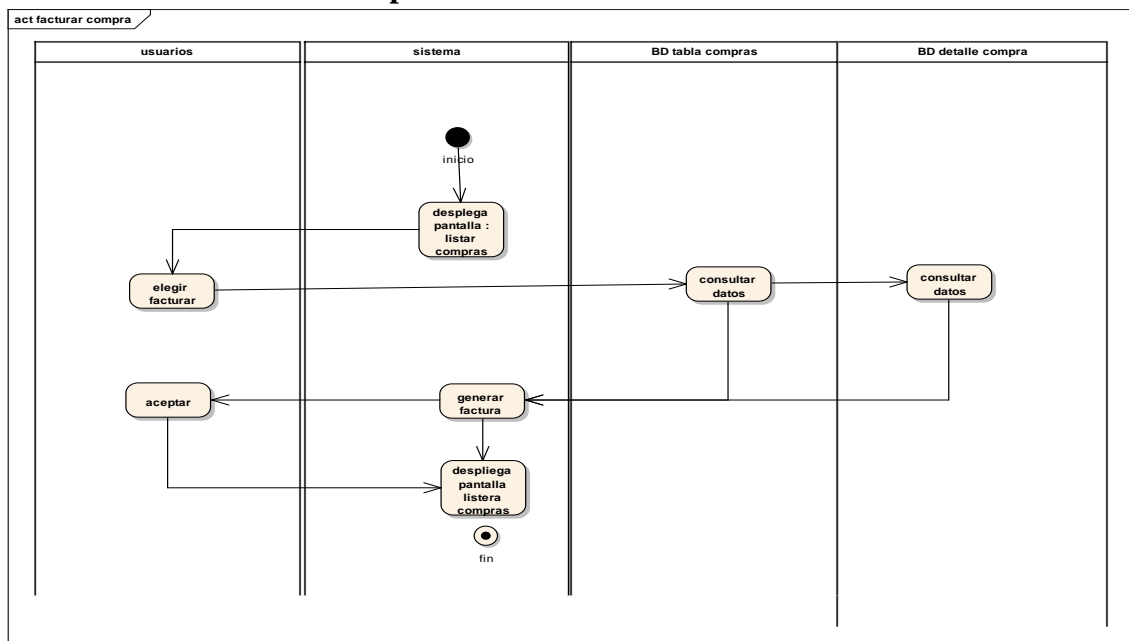 act facturar compra
usuarios
sistema
BD tabla compras
BD detalle compra
inicio
desplega
pantalla :
listar
compras
elegir
facturar
consultar
datos
consultar
datos
aceptar
generar
factura
despliega
pantalla
listera
compras
fin